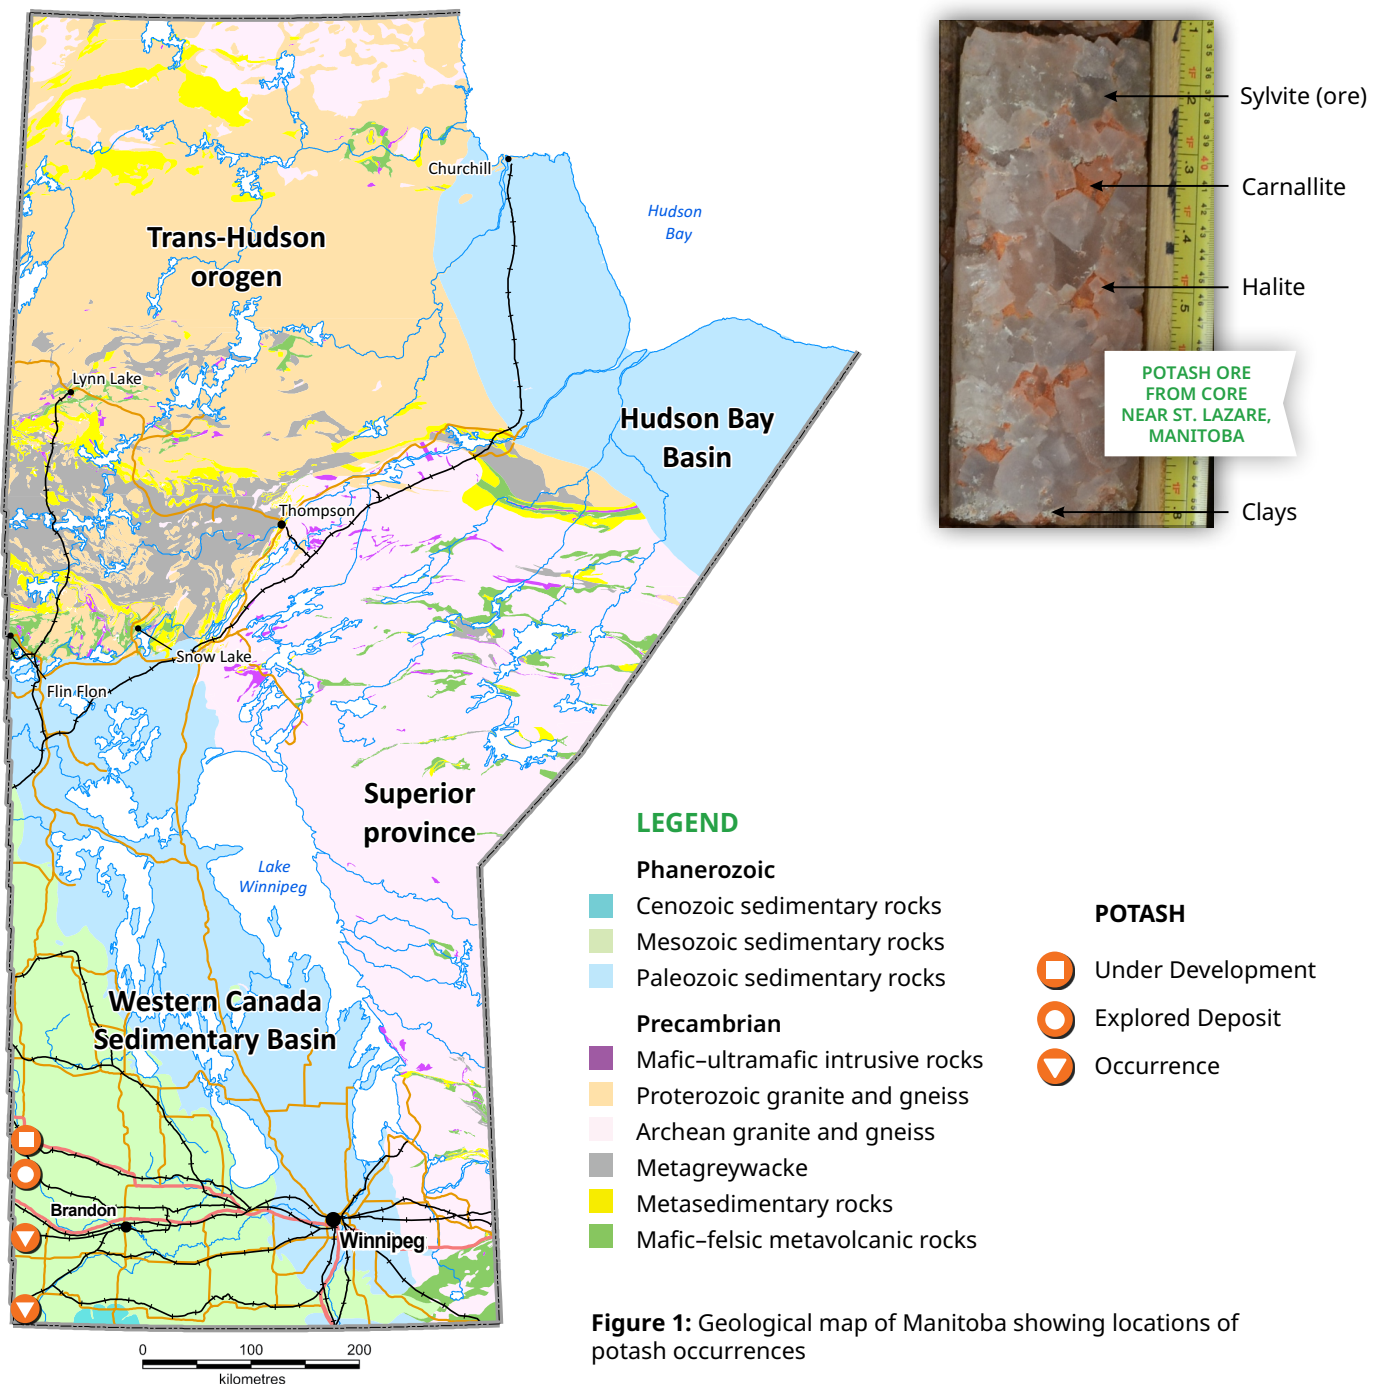 Churchill
Hudson
Bay
Trans-Hudson
orogen
Lynn Lake
Hudson Bay
Basin
Thompson
Snow Lake
Flin Flon
Superior
province
Lake
Winnipeg
Western Canada
Sedimentary Basin
Brandon
Winnipeg
0 100 200
kilometres
Sylvite (ore)
Carnallite
Halite
POTASH ORE
FROM CORE
NEAR ST. LAZARE,
MANITOBA
Clays
LEGEND
Phanerozoic
Cenozoic sedimentary rocks
Mesozoic sedimentary rocks
Paleozoic sedimentary rocks
Precambrian
Mafic–ultramafic intrusive rocks
Proterozoic granite and gneiss
Archean granite and gneiss
Metagreywacke
Metasedimentary rocks
Mafic–felsic metavolcanic rocks
POTASH
Under Development
Explored Deposit
Occurrence
Figure 1: Geological map of Manitoba showing locations of
potash occurrences